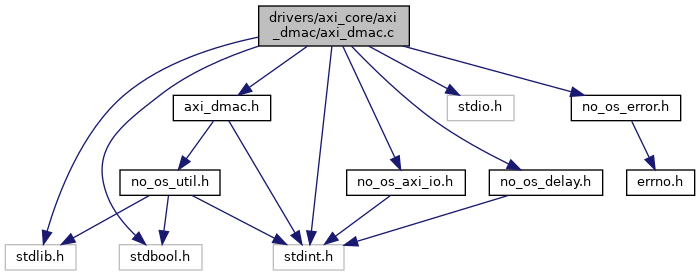 drivers/axi_core/axi
_dmac/axi_dmac.c
axi_dmac.h
stdio.h
no_os_error.h
no_os_util.h
no_os_axi_io.h
no_os_delay.h
errno.h
stdlib.h
stdbool.h
stdint.h